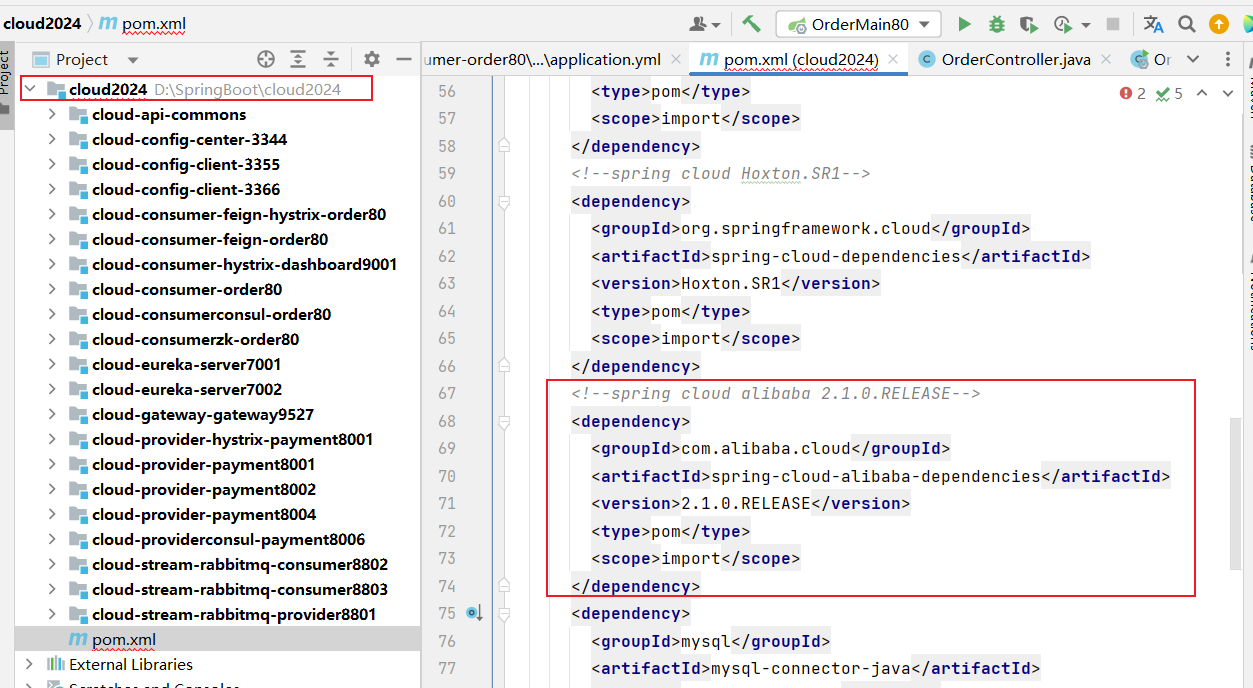 cloud2024 pom.xml
OrderMain80
Project
Project
umer-order80\...\application.yml
pom.xml (cloud2024)
OrderController.java
Or
cloud2024 D:\SpringBoot\cloud2024
cloud-api-commons
cloud-config-center-3344
cloud-config-client-3355
cloud-config-client-3366
cloud-consumer-feign-hystrix-order80
cloud-consumer-feign-order80
cloud-consumer-hystrix-dashboard9001
cloud-consumer-order80
cloud-consumerconsul-order80
cloud-consumerzk-order80
cloud-eureka-server7001
cloud-eureka-server7002
cloud-gateway-gateway9527
cloud-provider-hystrix-payment8001
cloud-provider-payment8001
cloud-provider-payment8002
cloud-provider-payment8004
cloud-providerconsul-payment8006
cloud-stream-rabbitmq-consumer8802
cloud-stream-rabbitmq-consumer8803
cloud-stream-rabbitmq-provider8801
pom.xml
External Libraries
Scratches and Consoles
2 5
56 <type>pom</type>
57 <scope>import</scope>
58 </dependency>
59 <!--spring cloud Hoxton.SR1-->
60 <dependency>
61 <groupId>org.springframework.cloud</groupId>
62 <artifactId>spring-cloud-dependencies</artifactId>
63 <version>Hoxton.SR1</version>
64 <type>pom</type>
65 <scope>import</scope>
66 </dependency>
67 <!--spring cloud alibaba 2.1.0.RELEASE-->
68 <dependency>
69 <groupId>com.alibaba.cloud</groupId>
70 <artifactId>spring-cloud-alibaba-dependencies</artifactId>
71 <version>2.1.0.RELEASE</version>
72 <type>pom</type>
73 <scope>import</scope>
74 </dependency>
75 <dependency>
76 <groupId>mysql</groupId>
77 <artifactId>mysql-connector-java</artifactId>